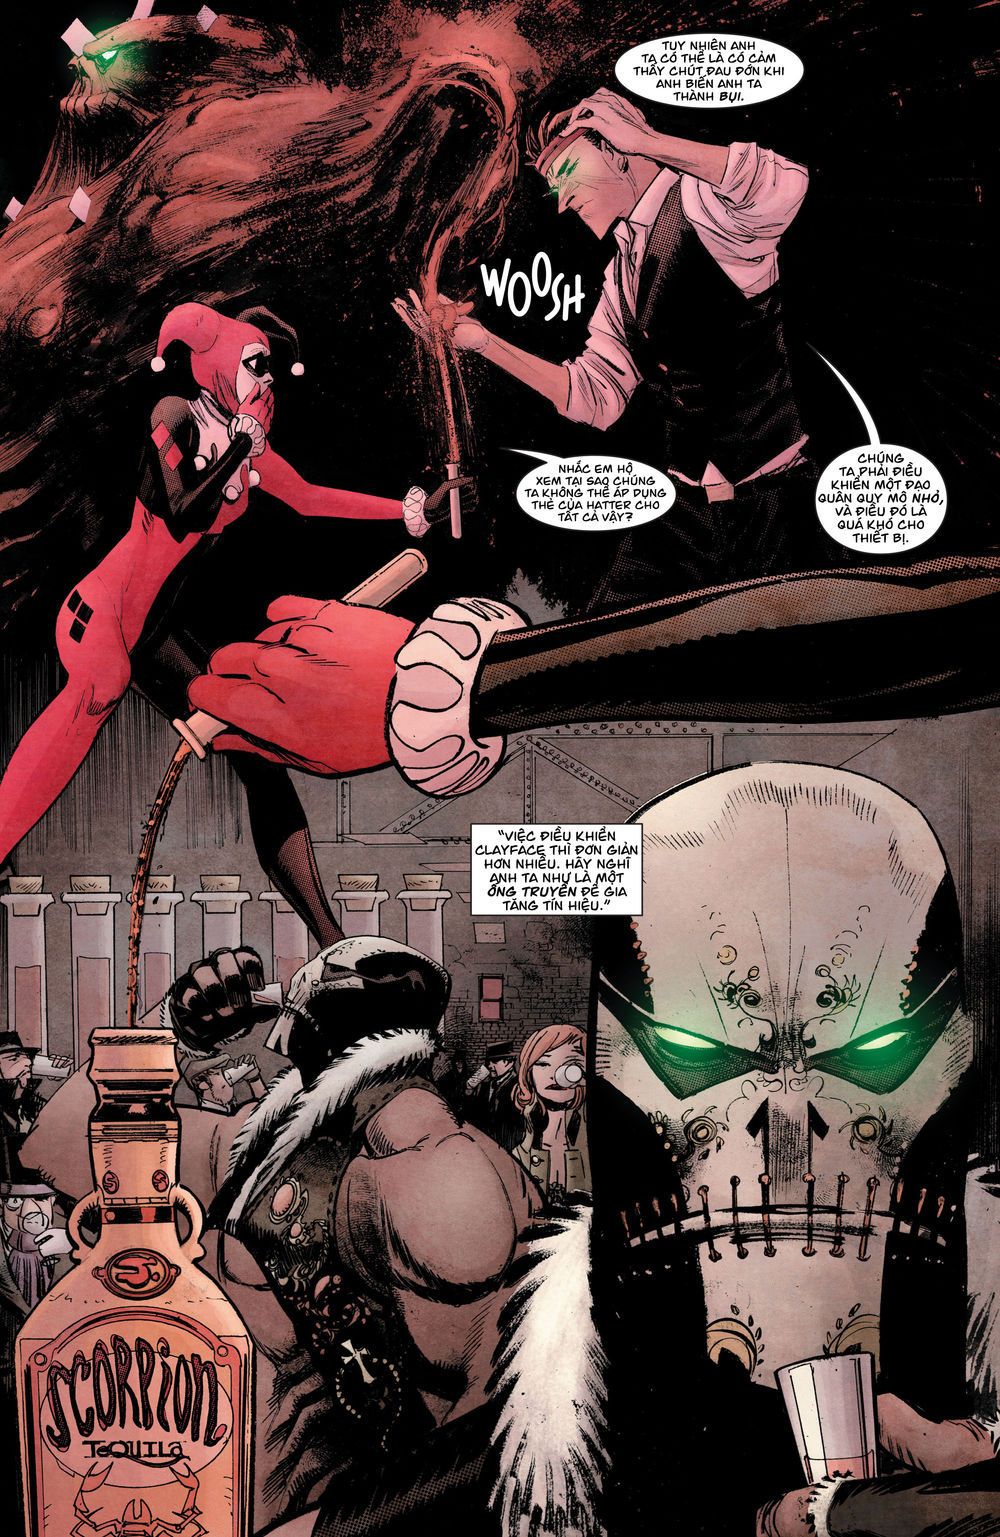 TUY NHIÊN ANH
TA CÓ THỂ LÀ CÓ CẢM
THẤY CHÚT ĐAU ĐỚN KHI
ANH BIẾN ANH TA
THÀNH BỤI.
WOOSH
NHẮC EM HỘ
XEM TẠI SAO CHÚNG
TA KHÔNG THỂ ÁP DỤNG
THẺ CỦA HATTER CHO
TẤT CẢ VẬY?
CHÚNG
TA PHẢI ĐIỀU
KHIỂN MỘT ĐẠO
QUÂN QUY MÔ NHỎ,
VÀ ĐIỀU ĐÓ LÀ
QUÁ KHÓ CHO
THIẾT BỊ.
"VIỆC ĐIỀU KHIỂN
CLAYFACE THÌ ĐƠN GIẢN
HƠN NHIỀU. HÃY NGHĨ
ANH TA NHƯ LÀ MỘT
ỐNG TRUYỀN ĐỂ GIA
TĂNG TÍN HIỆU."
SCORPION
TEQUILA